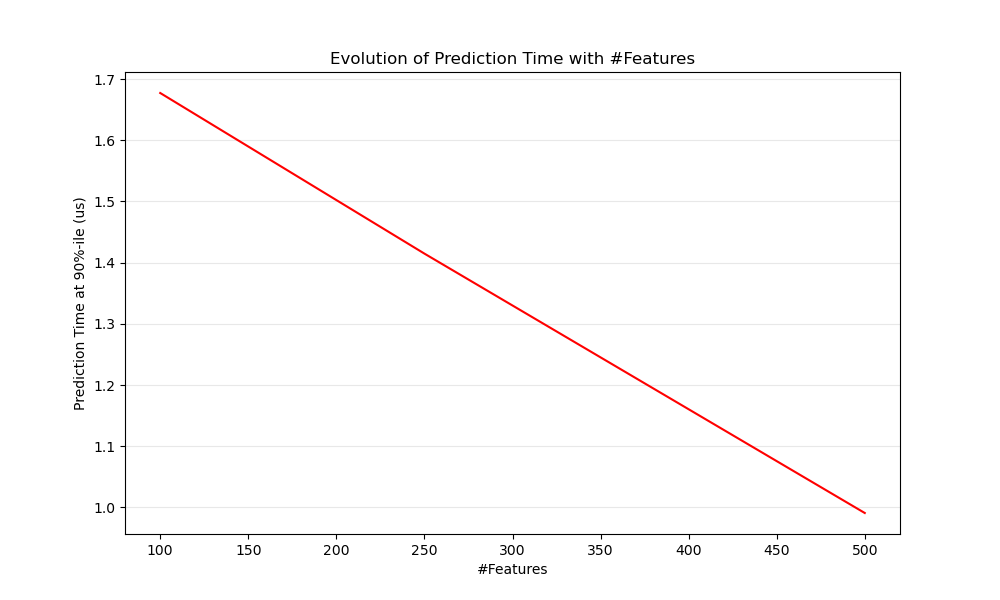 Evolution of Prediction Time with #Features
Prediction Time at 90%-ile (us)
1.7
1.6
1.5
1.4
1.3
1.2
1.1
1.0
100 150 200 250 300 350 400 450 500
#Features